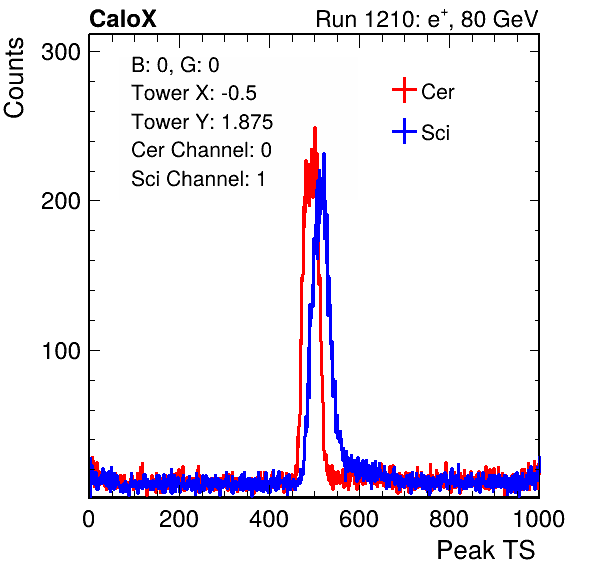 CaloX
Run 1210: e⁺, 80 GeV
Counts
300
200
100
B: 0, G: 0
Tower X: -0.5
Tower Y: 1.875
Cer Channel: 0
Sci Channel: 1
Cer
Sci
0 200 400 600 800 1000
Peak TS